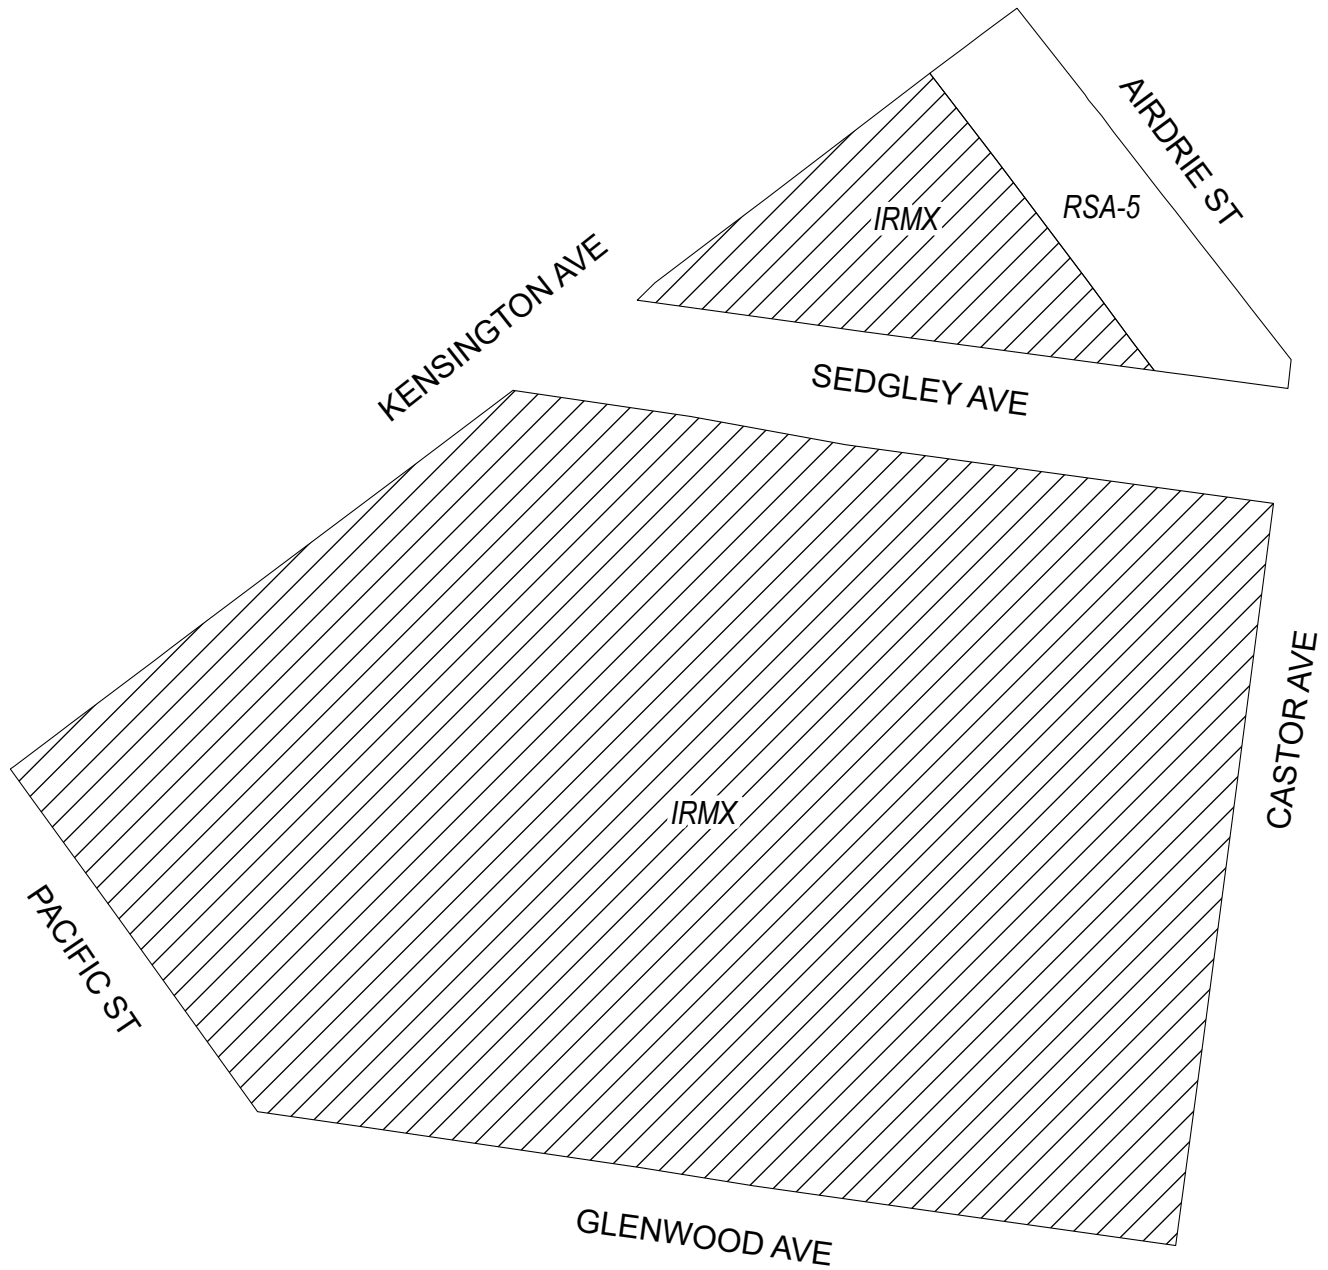 AIRDRIE ST
RSA-5
IRMX
KENSINGTON AVE
SEDGLEY AVE
CASTOR AVE
IRMX
PACIFIC ST
GLENWOOD AVE